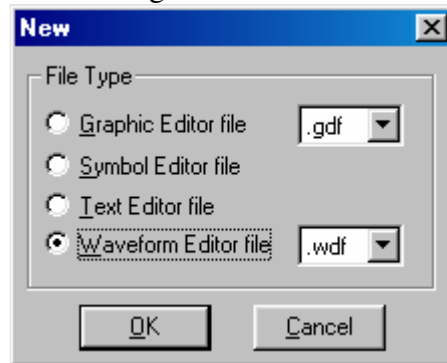 New
File Type
Graphic Editor file .gdf
Symbol Editor file
Text Editor file
Waveform Editor file .wdf
OK Cancel